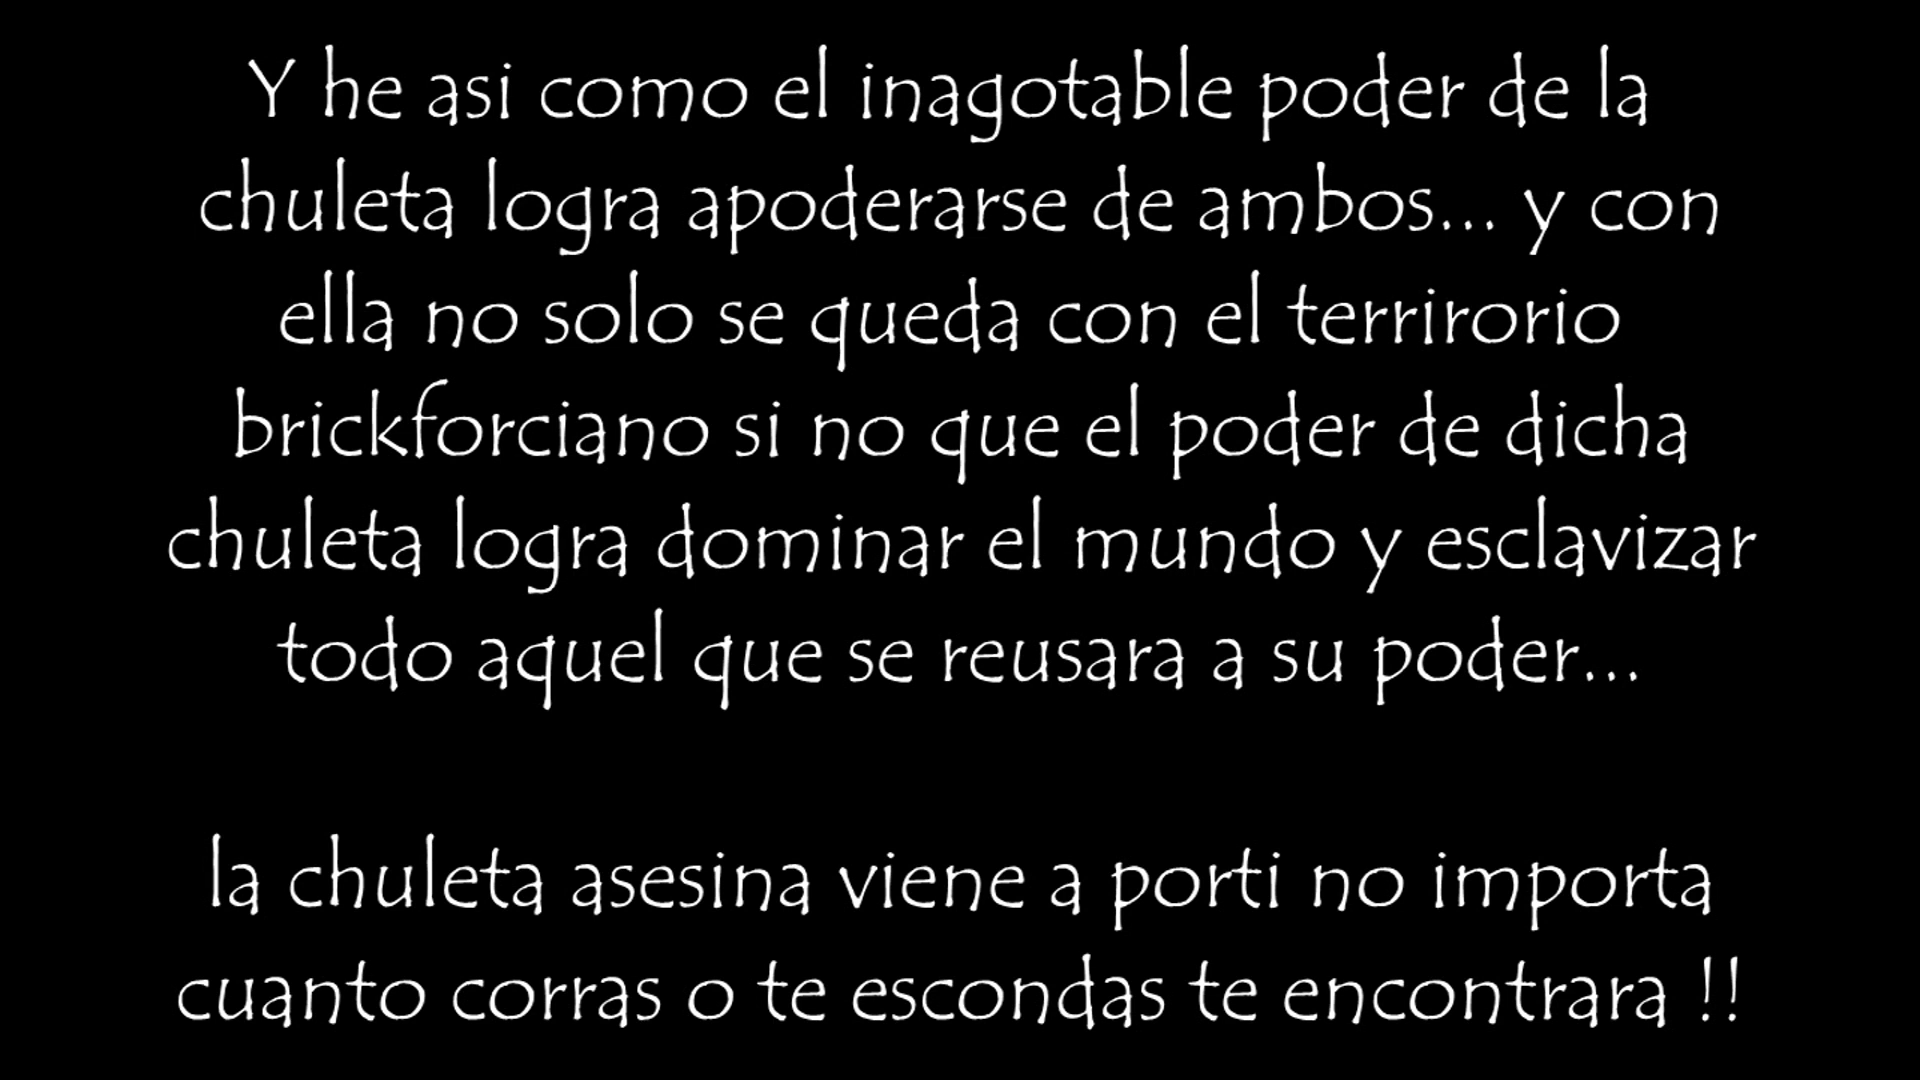 Y he asi como el inagotable poder de la
chuleta logra apoderarse de ambos... y con
ella no solo se queda con el terrirorio
brickforciano si no que el poder de dicha
chuleta logra dominar el mundo y esclavizar
todo aquel que se reusara a su poder...
la chuleta asesina viene a porti no importa
cuanto corras o te escondas te encontrara !!